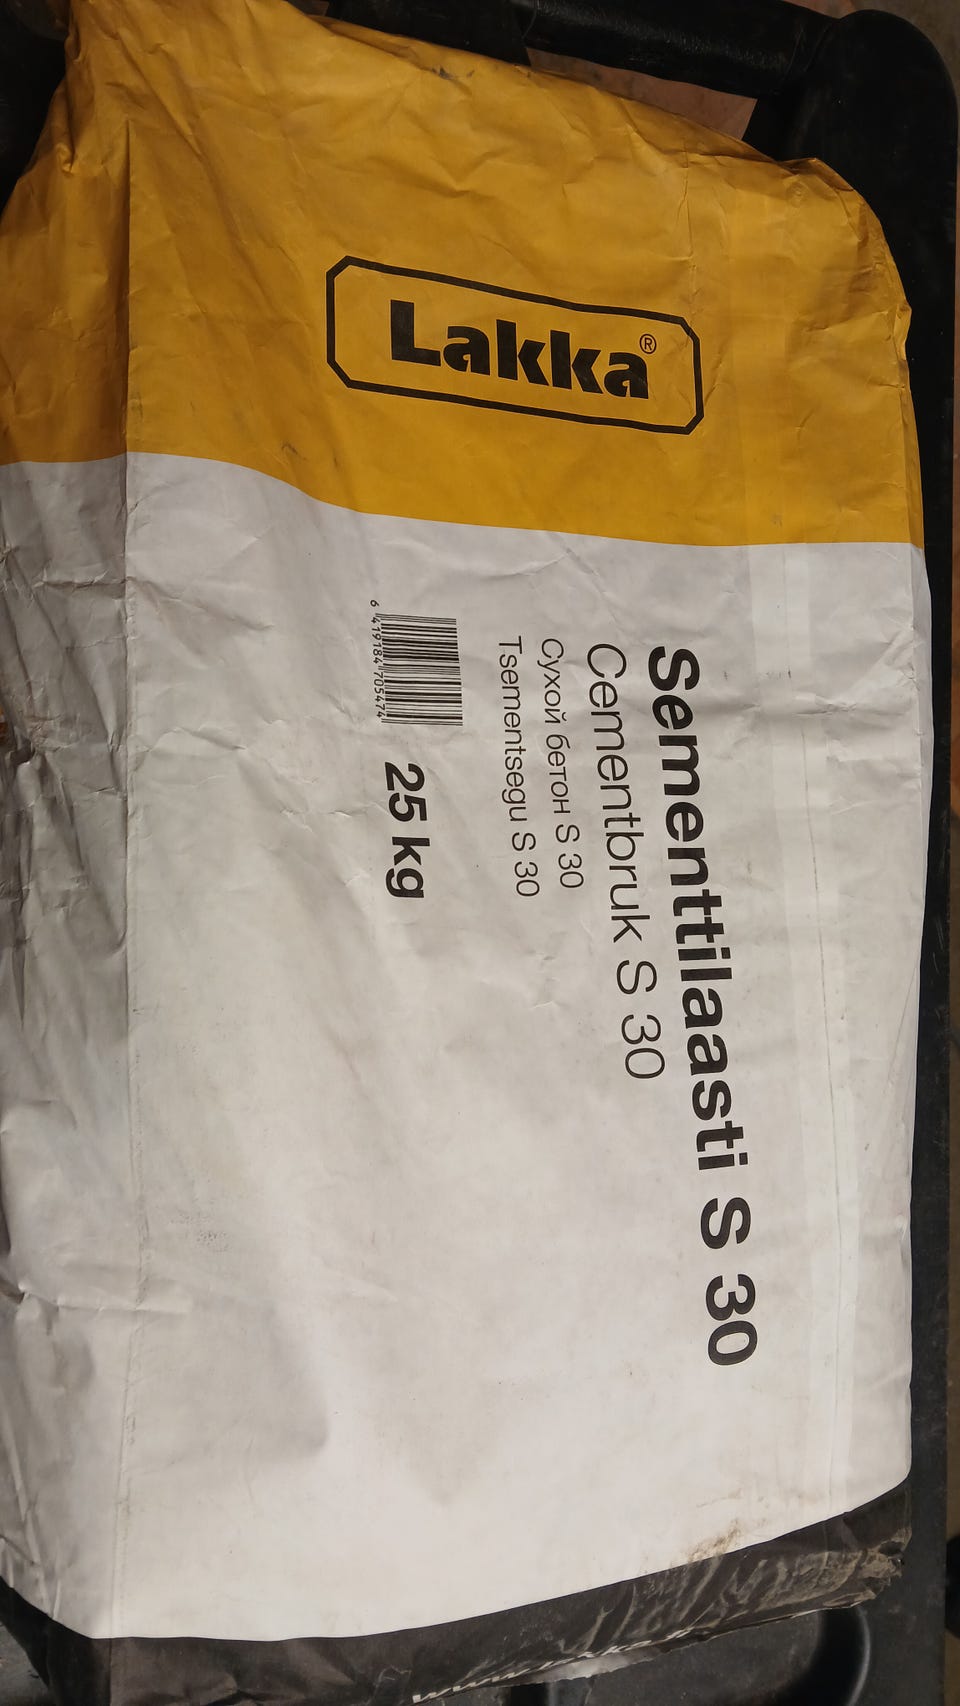 Lakka®
Sementtilaasti S 30
Cementbruk S 30
Сухой бетон S 30
Tsementsegu S 30
6 419184 705474
25 kg